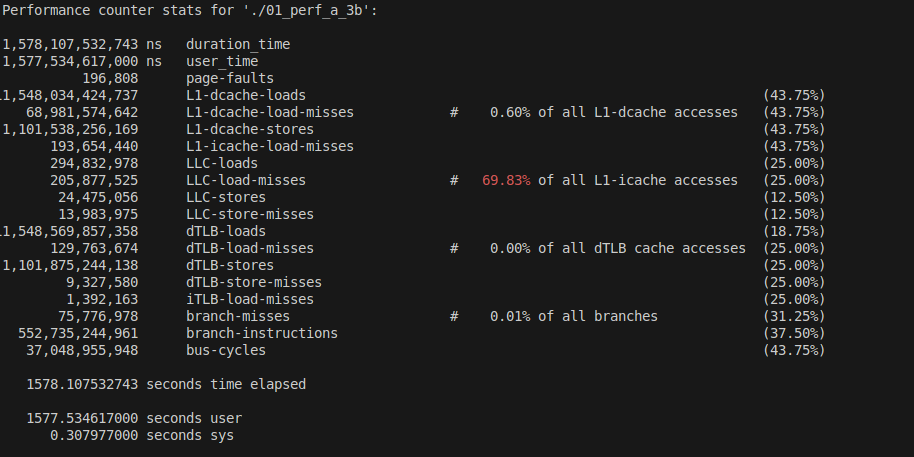 Performance counter stats for './01_perf_a_3b':
1,578,107,532,743 ns duration_time
1,577,534,617,000 ns user_time
196,808 page-faults
11,548,034,424,737 L1-dcache-loads (43.75%)
68,981,574,642 L1-dcache-load-misses # 0.60% of all L1-dcache accesses (43.75%)
1,101,538,256,169 L1-dcache-stores (43.75%)
193,654,440 L1-icache-load-misses (43.75%)
294,832,978 LLC-loads (25.00%)
205,877,525 LLC-load-misses # 69.83% of all L1-icache accesses (25.00%)
24,475,056 LLC-stores (12.50%)
13,983,975 LLC-store-misses (12.50%)
11,548,569,857,358 dTLB-loads (18.75%)
129,763,674 dTLB-load-misses # 0.00% of all dTLB cache accesses (25.00%)
1,101,875,244,138 dTLB-stores (25.00%)
9,327,580 dTLB-store-misses (25.00%)
1,392,163 iTLB-load-misses (25.00%)
75,776,978 branch-misses # 0.01% of all branches (31.25%)
552,735,244,961 branch-instructions (37.50%)
37,048,955,948 bus-cycles (43.75%)
1578.107532743 seconds time elapsed
1577.534617000 seconds user
0.307977000 seconds sys